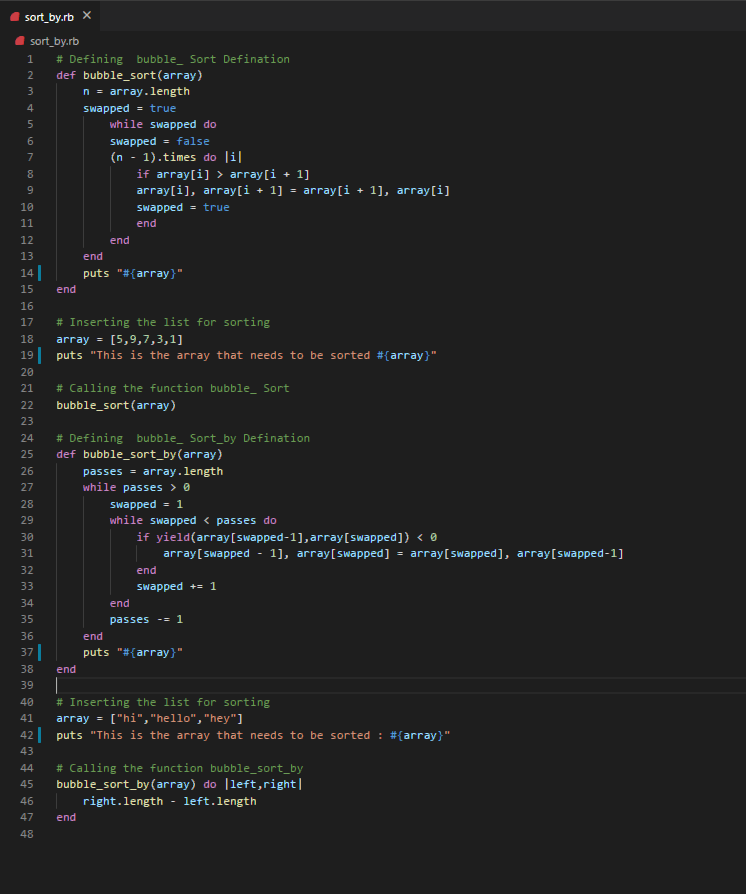 sort_by.rb ×
sort_by.rb
1 # Defining  bubble_ Sort Defination
2 def bubble_sort(array)
3     n = array.length
4     swapped = true
5         while swapped do
6         swapped = false
7         (n - 1).times do |i|
8             if array[i] > array[i + 1]
9             array[i], array[i + 1] = array[i + 1], array[i]
10             swapped = true
11             end
12         end
13     end
14     puts "#{array}"
15 end
16
17 # Inserting the list for sorting
18 array = [5,9,7,3,1]
19 puts "This is the array that needs to be sorted #{array}"
20
21 # Calling the function bubble_ Sort
22 bubble_sort(array)
23
24 # Defining  bubble_ Sort_by Defination
25 def bubble_sort_by(array)
26     passes = array.length
27     while passes > 0
28         swapped = 1
29         while swapped < passes do
30             if yield(array[swapped-1],array[swapped]) < 0
31                 array[swapped - 1], array[swapped] = array[swapped], array[swapped-1]
32             end
33             swapped += 1
34         end
35         passes -= 1
36     end
37     puts "#{array}"
38 end
39
40 # Inserting the list for sorting
41 array = ["hi","hello","hey"]
42 puts "This is the array that needs to be sorted : #{array}"
43
44 # Calling the function bubble_sort_by
45 bubble_sort_by(array) do |left,right|
46     right.length - left.length
47 end
48